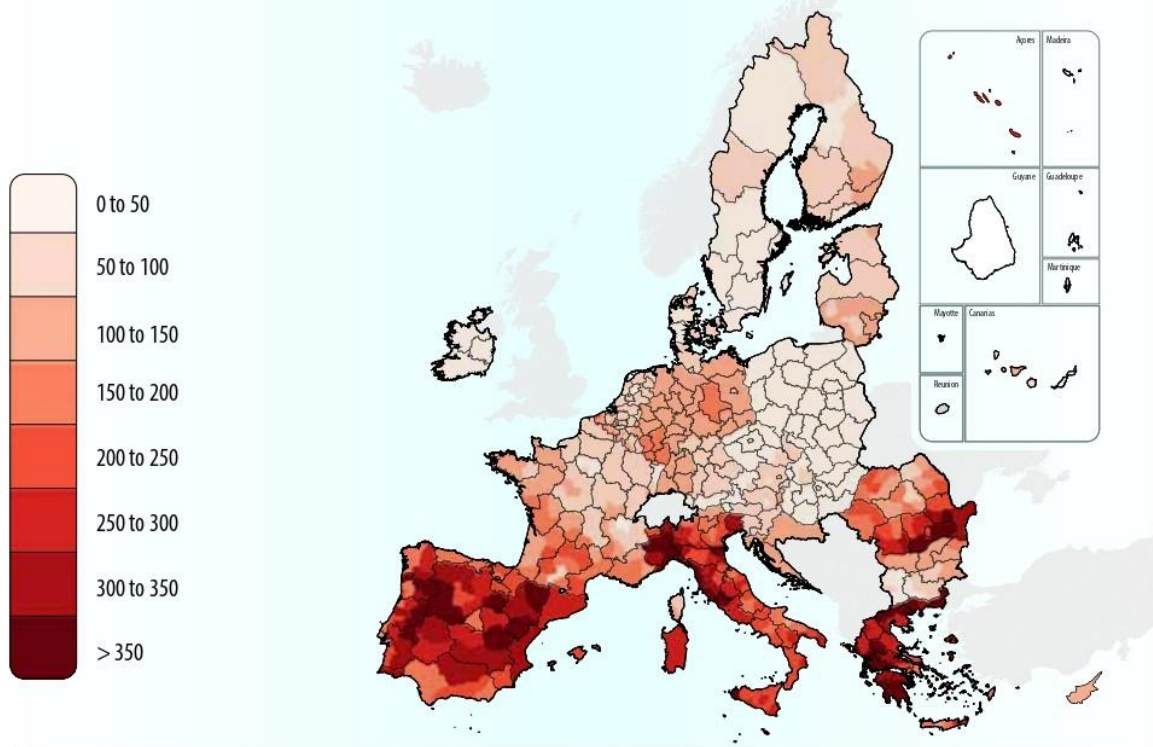 0 to 50
50 to 100
100 to 150
150 to 200
200 to 250
250 to 300
300 to 350
> 350
Açores
Madeira
Guyane
Guadeloupe
Martinique
Mayotte
Canarias
Reunion